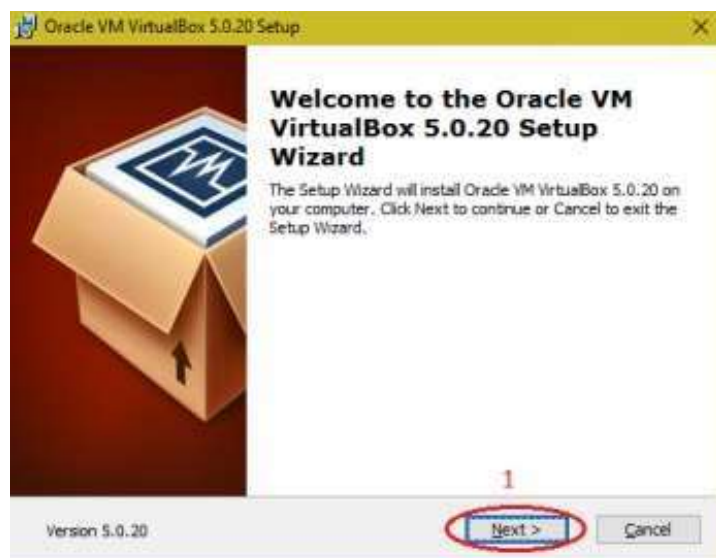 Oracle VM VirtualBox 5.0.20 Setup
Welcome to the Oracle VM
VirtualBox 5.0.20 Setup
Wizard
The Setup Wizard will install Oracle VM VirtualBox 5.0.20 on
your computer. Click Next to continue or Cancel to exit the
Setup Wizard.
1
Version 5.0.20
Next >
Cancel